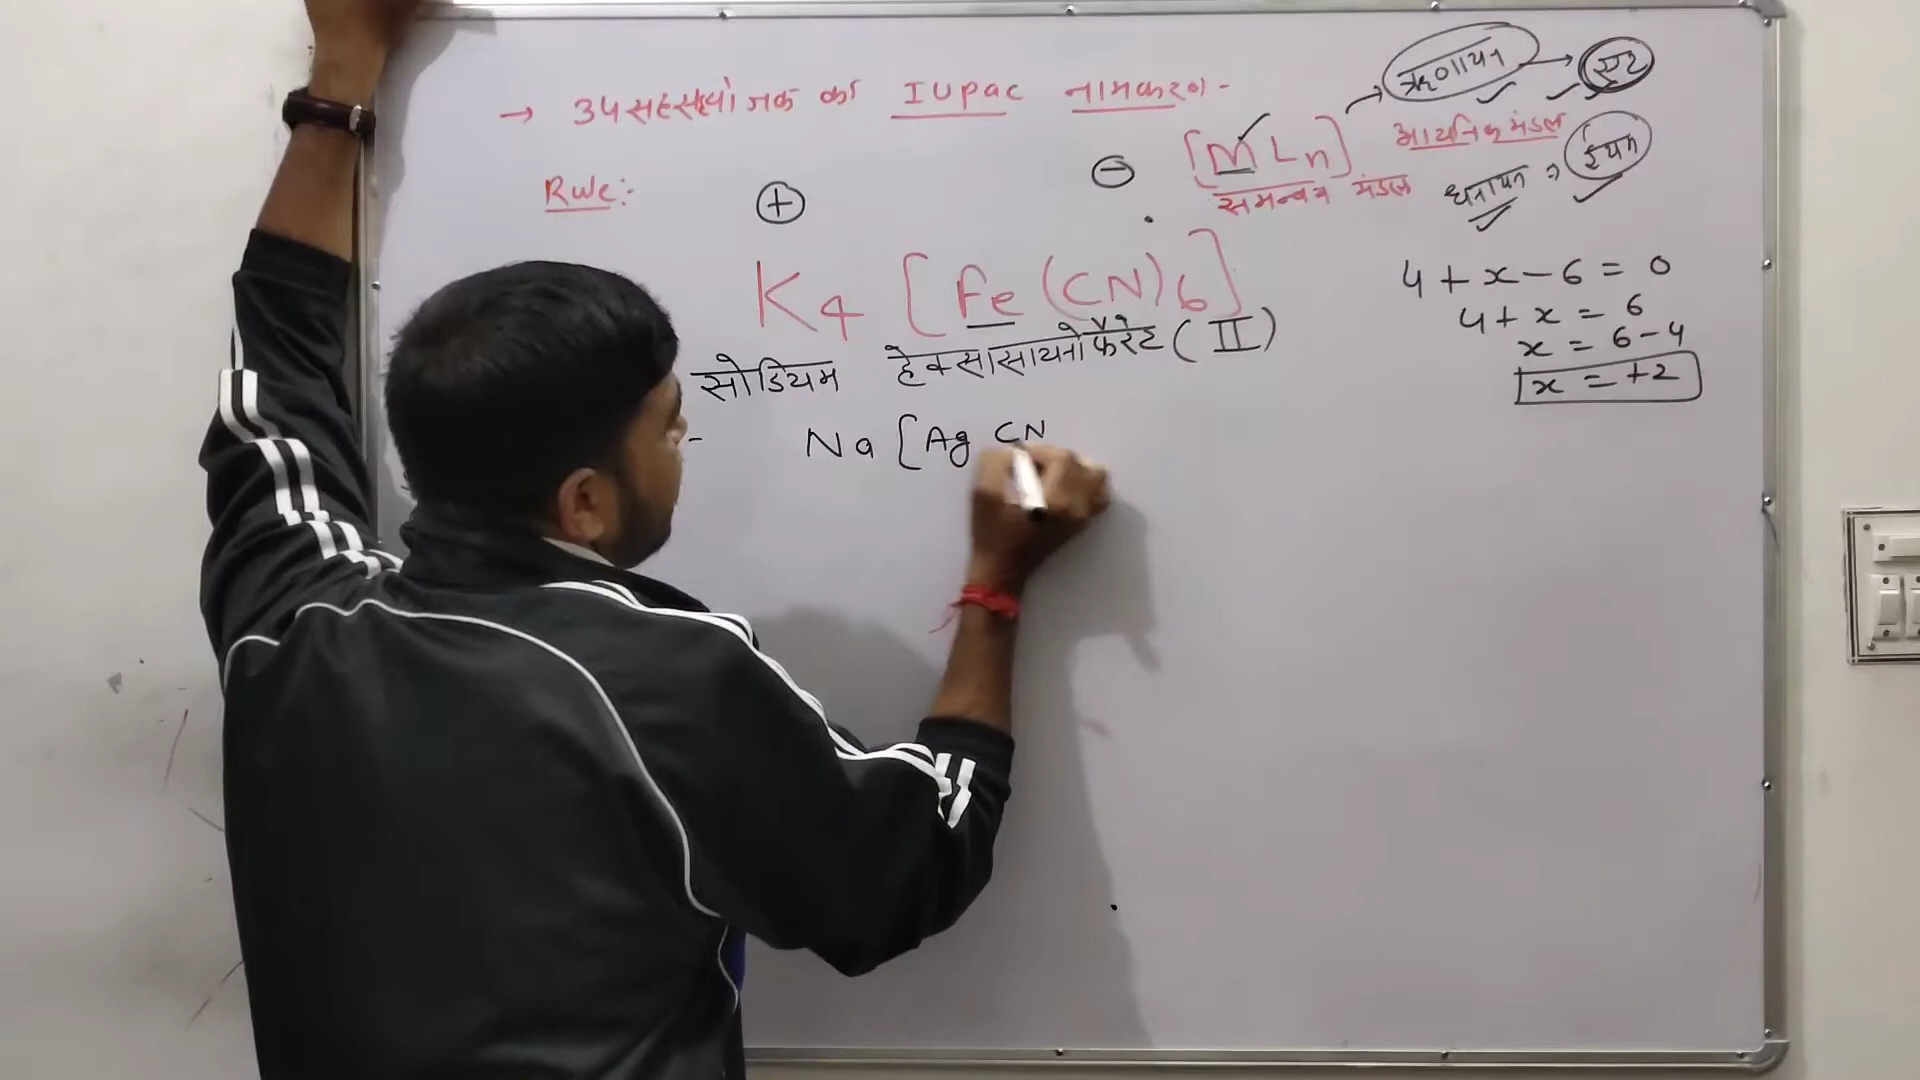 → उपसहसंयोजक का IUPAC नामकरण -
[MLn] → ऋणायन → एट
आयनिक मंडल
समन्वय मंडल
धनायन → ईयम
Rule:-
+ -
K4 [Fe(CN)6]
सोडियम हेक्सासायनोफैरेट (II)
4 + x - 6 = 0
4 + x = 6
x = 6 - 4
x = +2
- Na [Ag CN